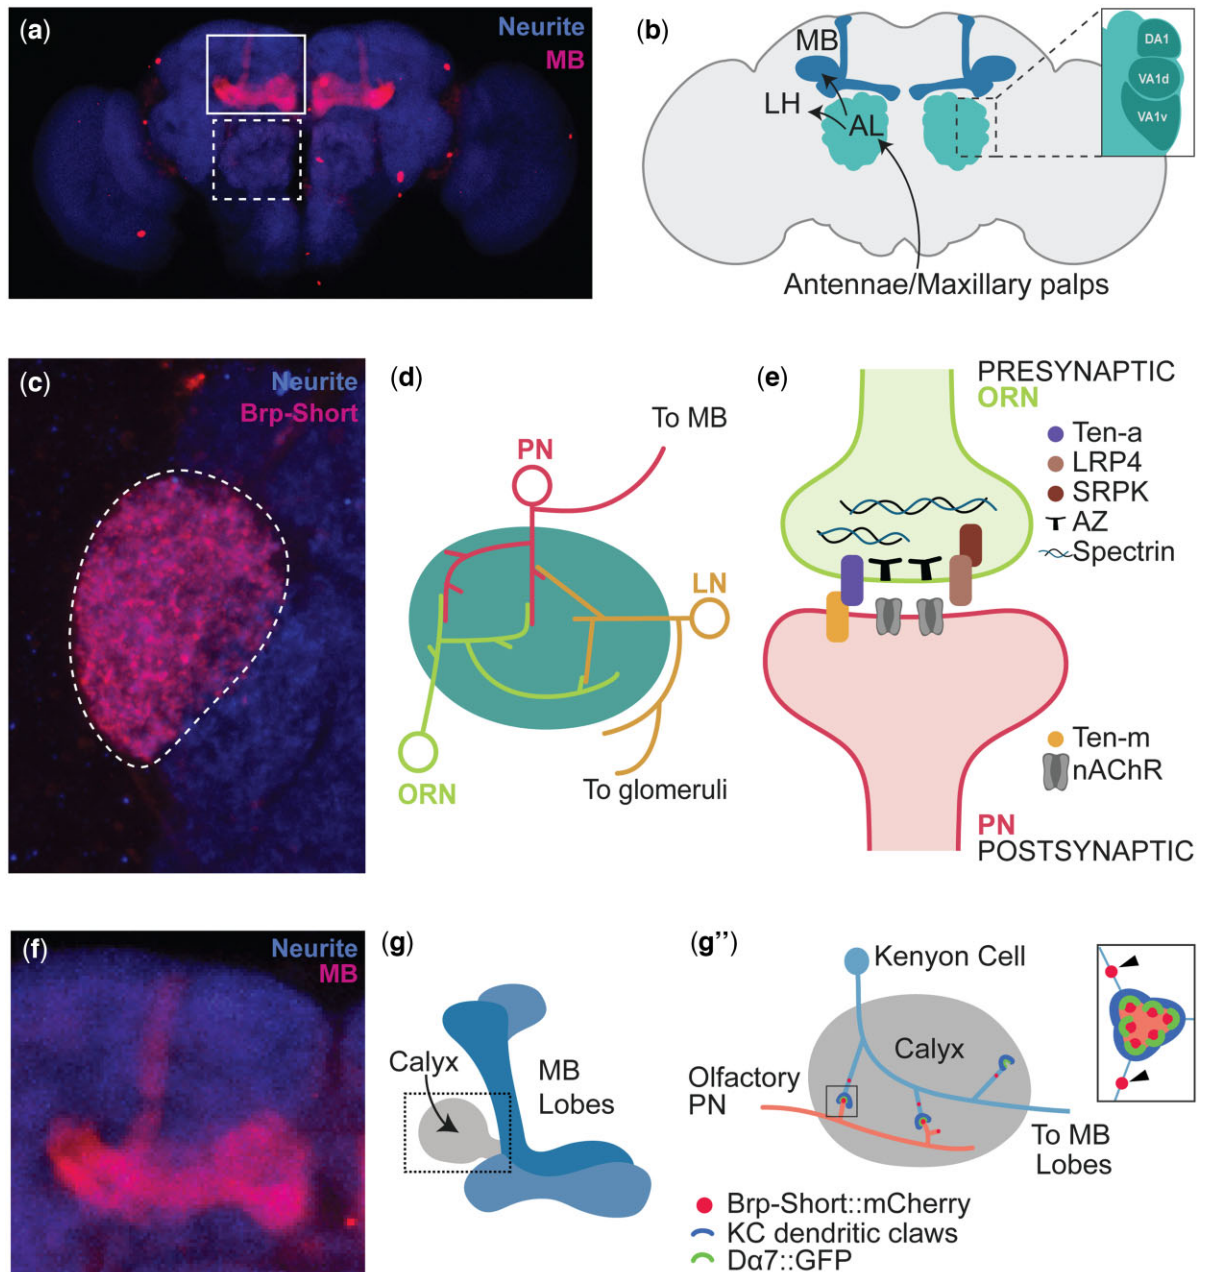 (a)
Neurite
MB
(b)
MB
LH
AL
DA1
VA1d
VA1v
Antennae/Maxillary palps
(c)
Neurite
Brp-Short
(d)
To MB
PN
LN
ORN
To glomeruli
(e)
PRESYNAPTIC
ORN
Ten-a
LRP4
SRPK
AZ
Spectrin
Ten-m
nAChR
PN
POSTSYNAPTIC
(f)
Neurite
MB
(g)
Calyx
MB
Lobes
(g'')
Kenyon Cell
Calyx
Olfactory
PN
To MB
Lobes
Brp-Short::mCherry
KC dendritic claws
Dα7::GFP